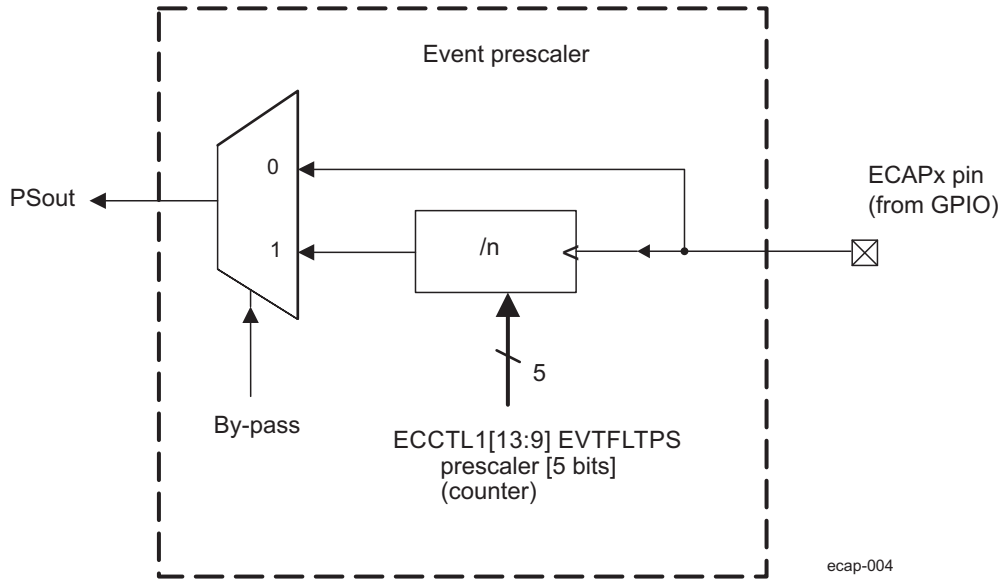 Event prescaler
0
ECAPx pin
(from GPIO)
PSout
1
/n
5
By-pass
ECCTL1[13:9] EVTFLTPS
prescaler [5 bits]
(counter)
ecap-004